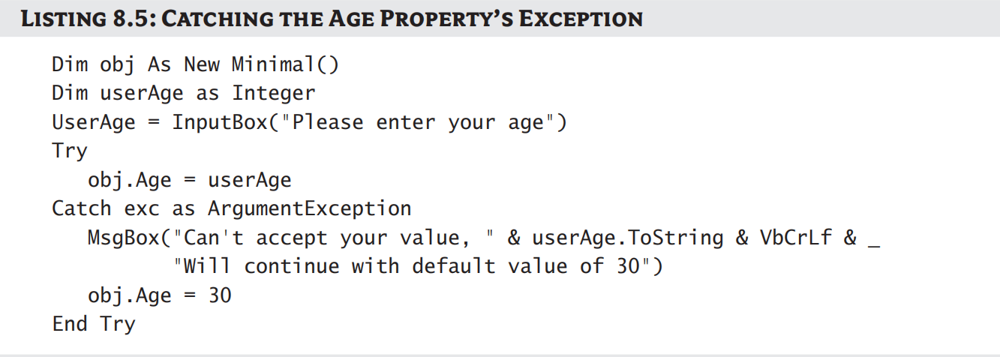 LISTING 8.5: CATCHING THE AGE PROPERTY’S EXCEPTION
Dim obj As New Minimal()
Dim userAge as Integer
UserAge = InputBox("Please enter your age")
Try
   obj.Age = userAge
Catch exc as ArgumentException
   MsgBox("Can't accept your value, " & userAge.ToString & VbCrLf & _
          "Will continue with default value of 30")
   obj.Age = 30
End Try